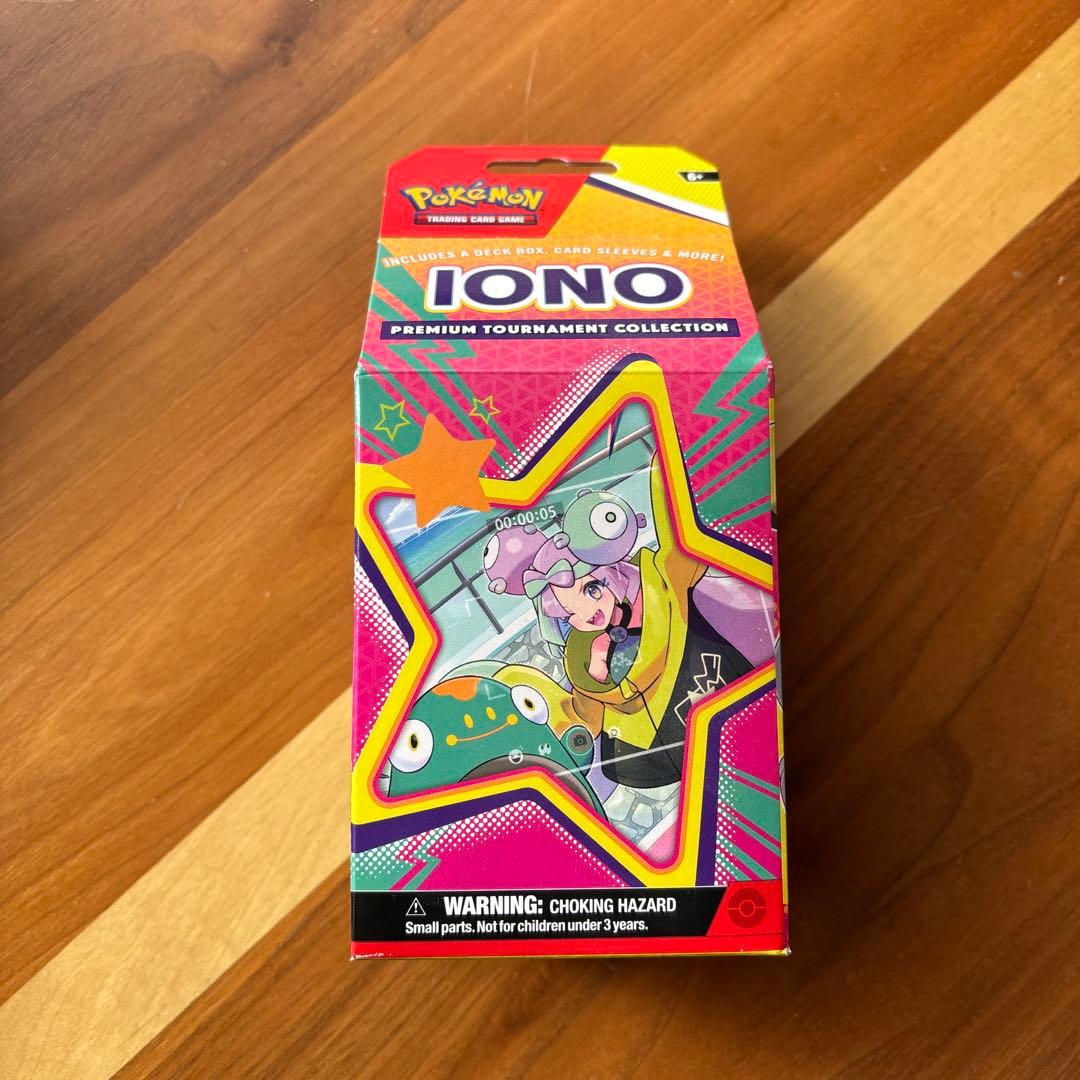 6+
POKéMON
TRADING CARD GAME
INCLUDES A DECK BOX, CARD SLEEVES & MORE!
IONO
PREMIUM TOURNAMENT COLLECTION
00:00:05
WARNING: CHOKING HAZARD
Small parts. Not for children under 3 years.